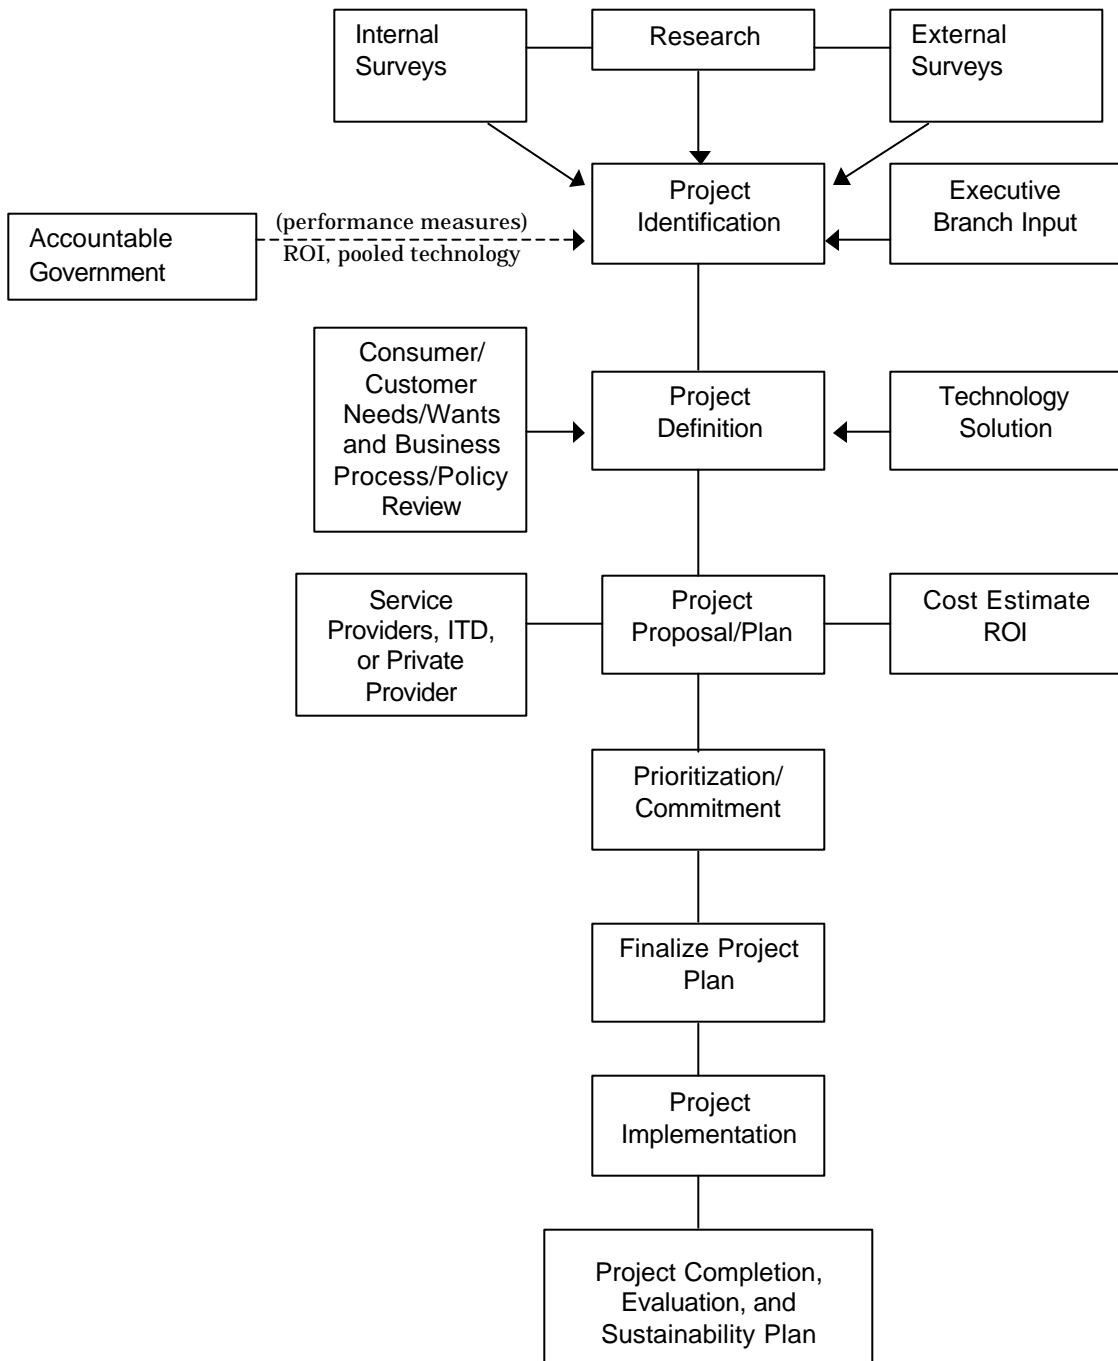 Internal
Surveys
Research
External
Surveys
Project
Identification
Executive
Branch Input
Accountable
Government
(performance measures)
ROI, pooled technology
Consumer/
Customer
Needs/Wants
and Business
Process/Policy
Review
Project
Definition
Technology
Solution
Service
Providers, ITD,
or Private
Provider
Project
Proposal/Plan
Cost Estimate
ROI
Prioritization/
Commitment
Finalize Project
Plan
Project
Implementation
Project Completion,
Evaluation, and
Sustainability Plan